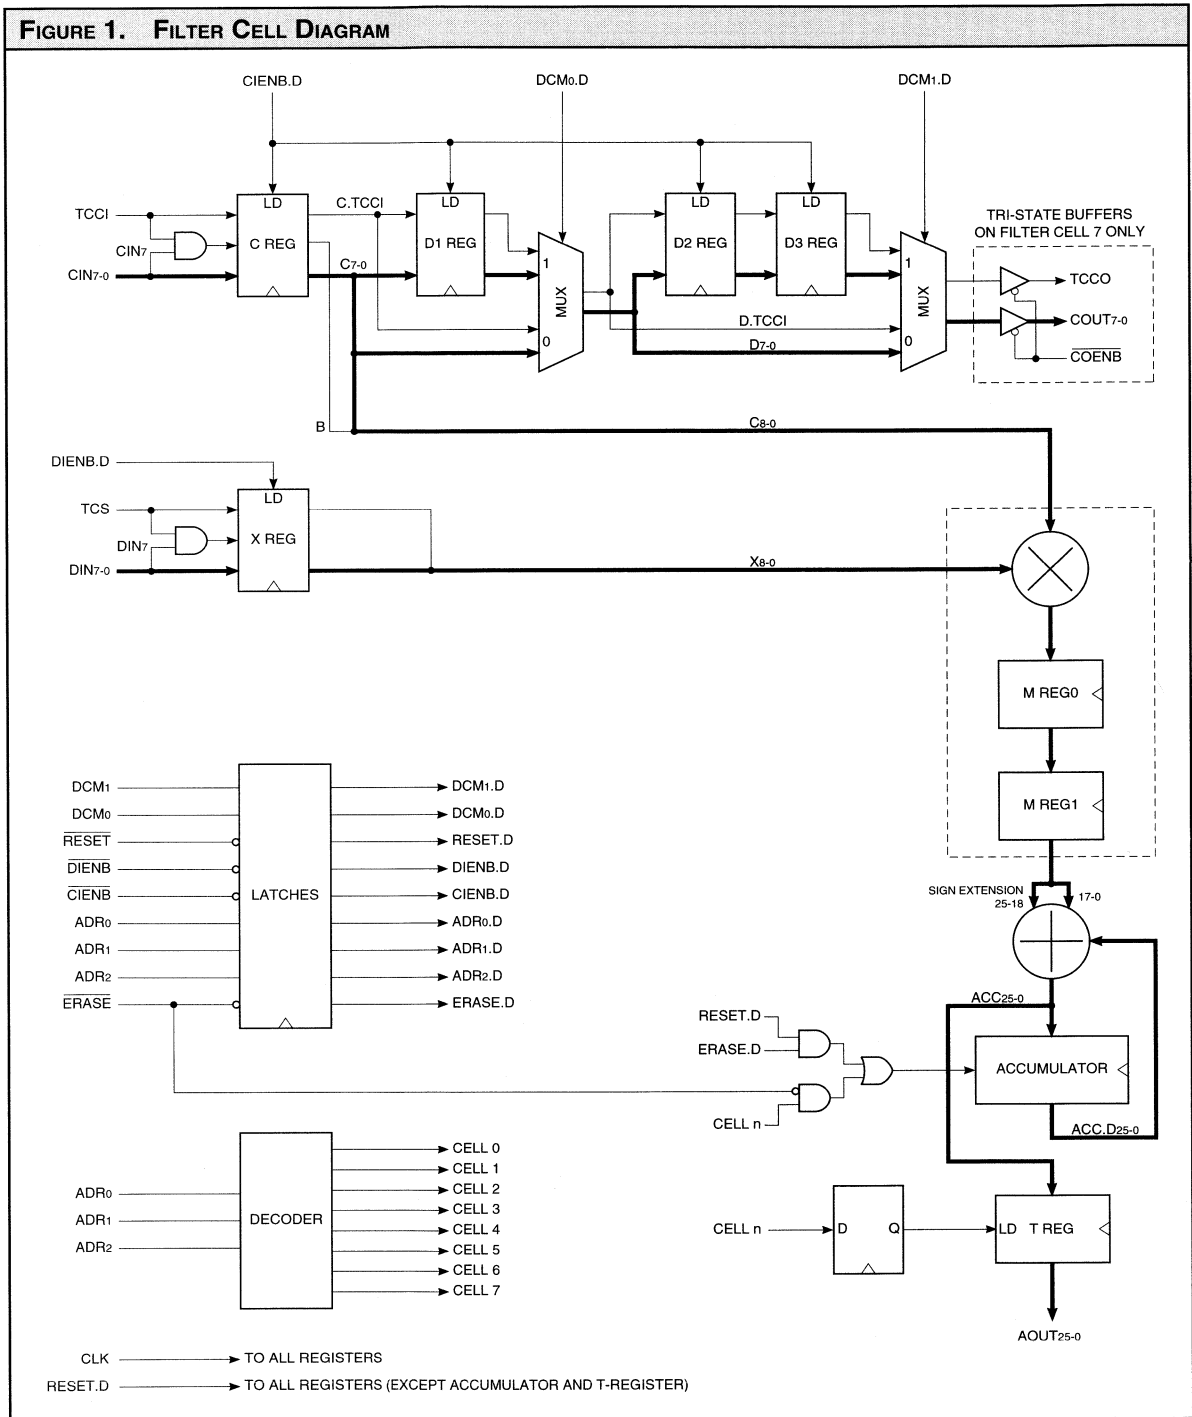 FIGURE 1. FILTER CELL DIAGRAM
CIENB.D
DCM0.D
DCM1.D
TCCI
CIN7
CIN7-0
LD
C REG
C.TCCI
C7-0
LD
D1 REG
1
MUX
0
LD
D2 REG
LD
D3 REG
D.TCCI
D7-0
1
MUX
0
TRI-STATE BUFFERS
ON FILTER CELL 7 ONLY
TCCO
COUT7-0
COENB
B
C8-0
DIENB.D
TCS
DIN7
DIN7-0
LD
X REG
X8-0
M REG0
M REG1
SIGN EXTENSION
25-18
17-0
DCM1
DCM0
RESET
DIENB
CIENB
ADR0
ADR1
ADR2
ERASE
LATCHES
DCM1.D
DCM0.D
RESET.D
DIENB.D
CIENB.D
ADR0.D
ADR1.D
ADR2.D
ERASE.D
RESET.D
ERASE.D
CELL n
ACC25-0
ACCUMULATOR
ACC.D25-0
ADR0
ADR1
ADR2
DECODER
CELL 0
CELL 1
CELL 2
CELL 3
CELL 4
CELL 5
CELL 6
CELL 7
CELL n
D
Q
LD T REG
AOUT25-0
CLK
TO ALL REGISTERS
RESET.D
TO ALL REGISTERS (EXCEPT ACCUMULATOR AND T-REGISTER)